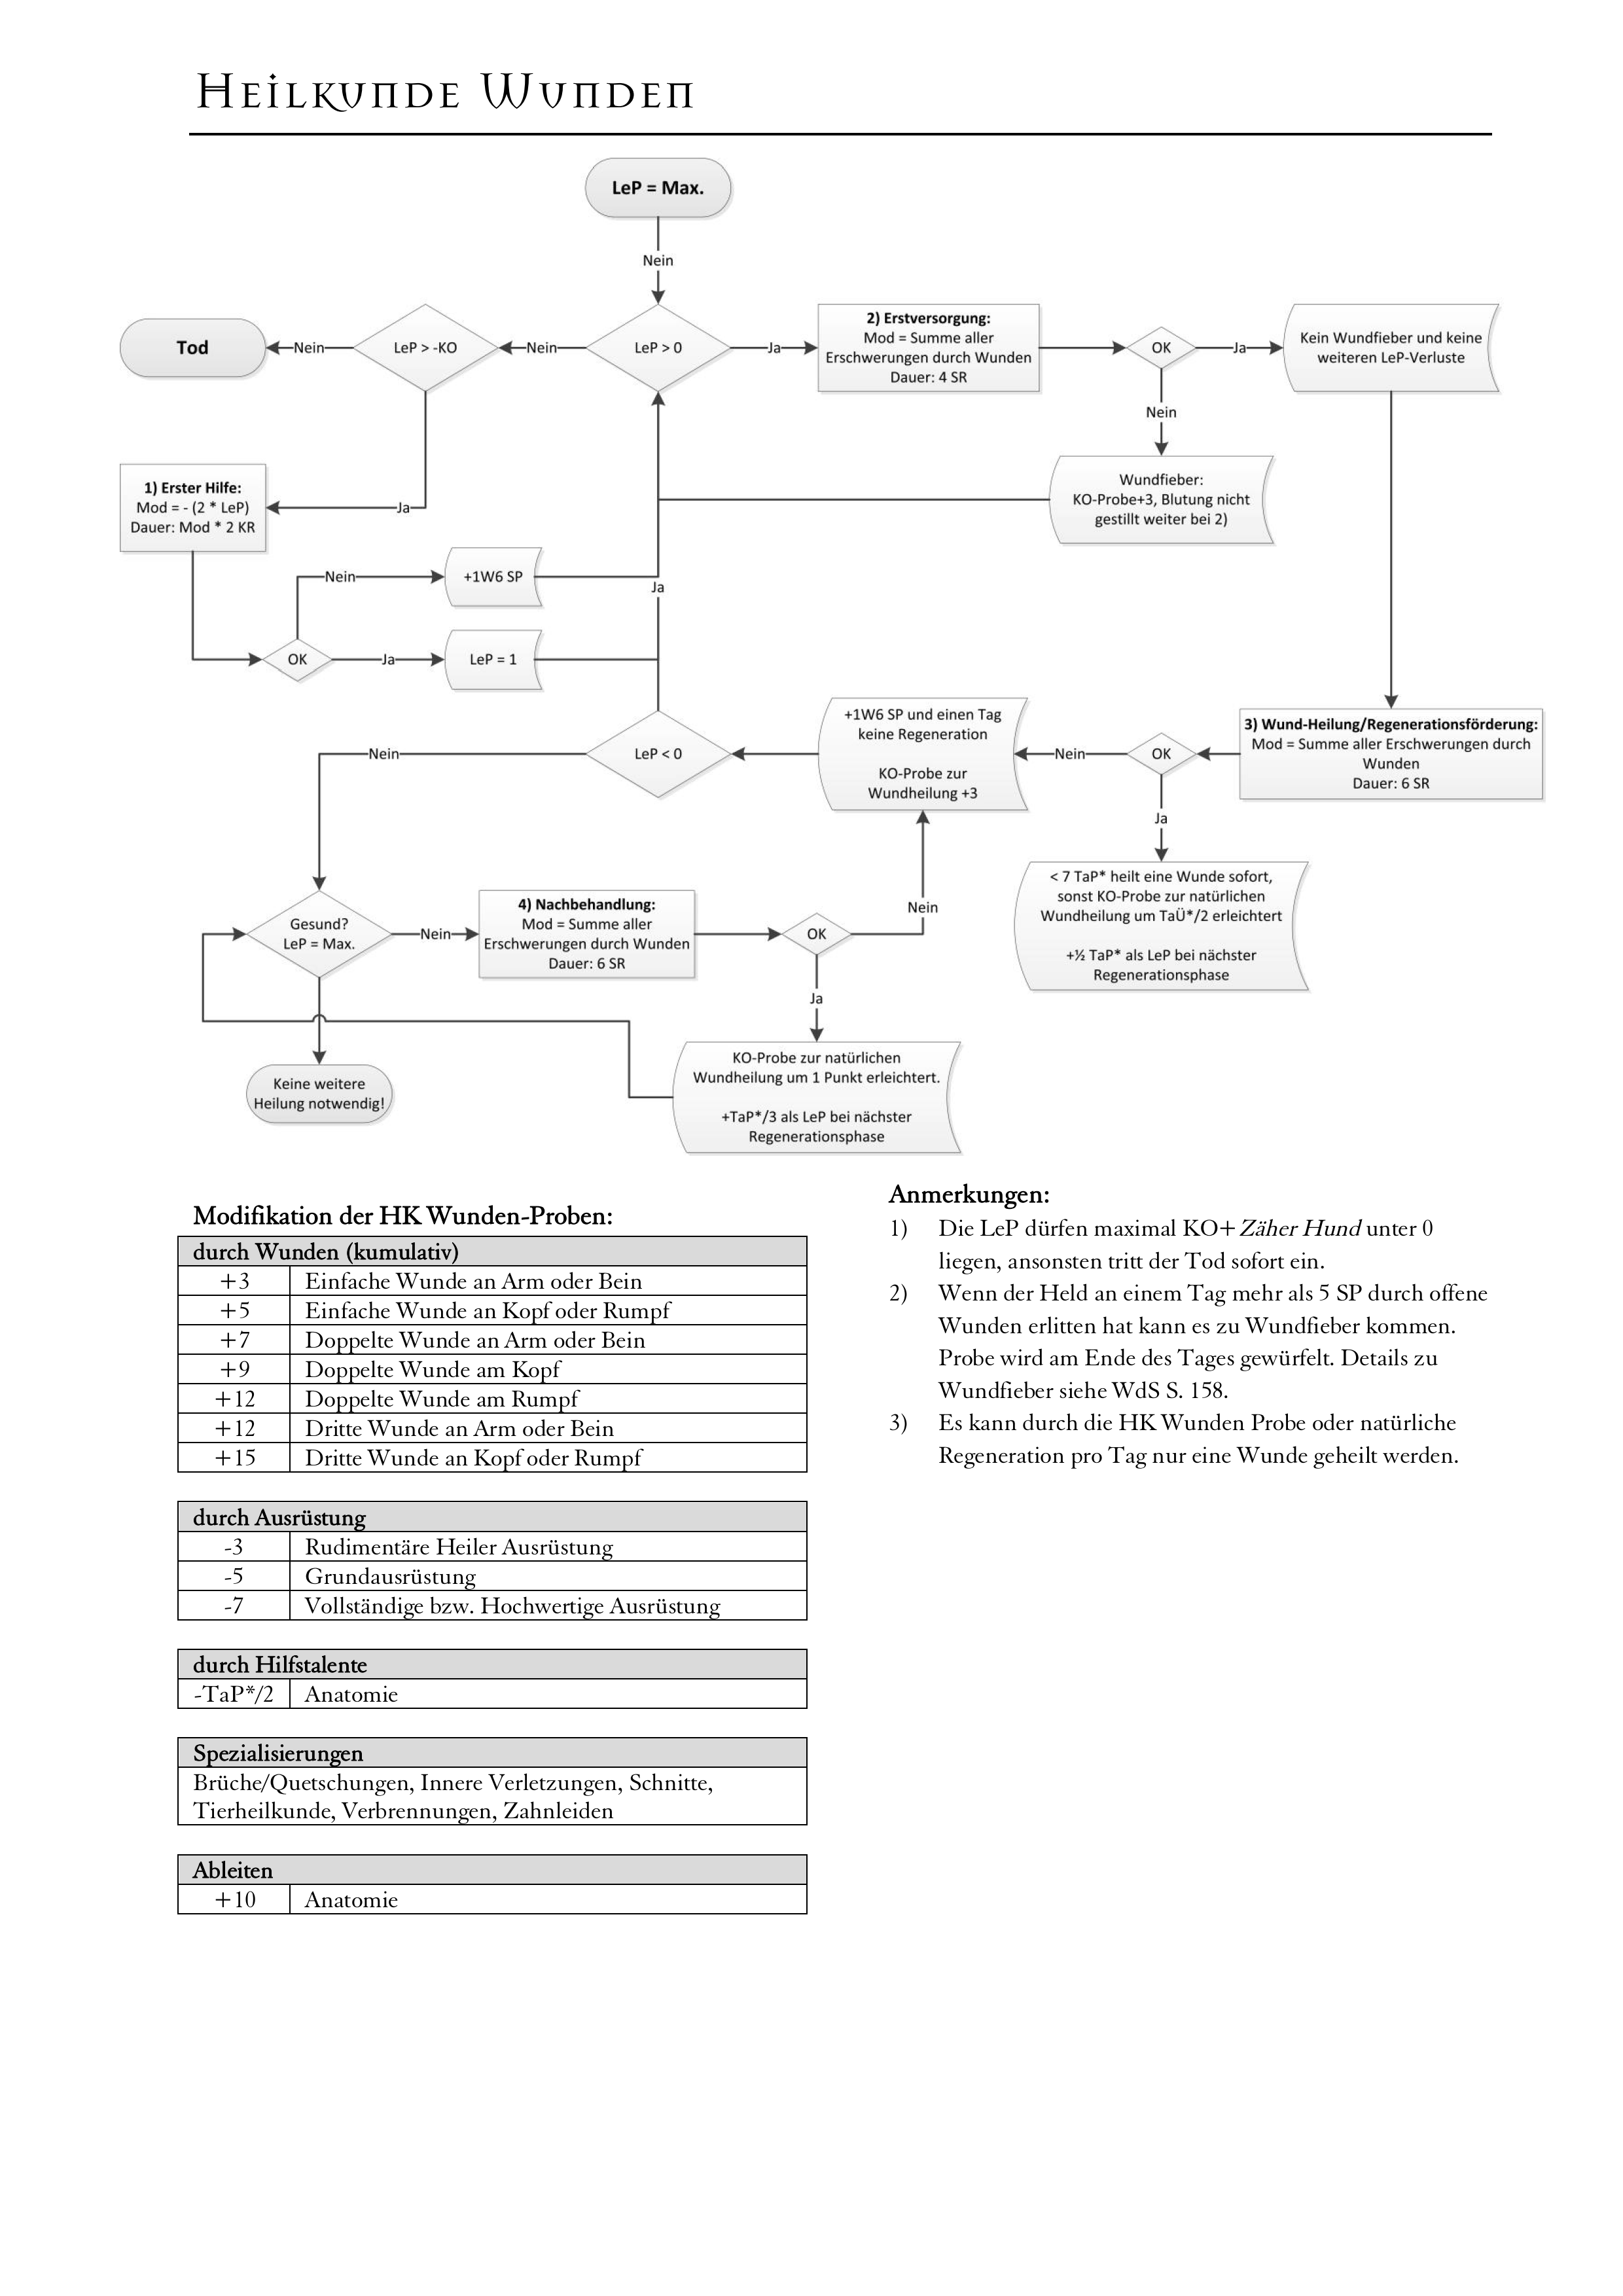 Heilkunde Wunden
LeP = Max.
Nein
Tod
Nein
LeP > -KO
Nein
LeP > 0
Ja
2) Erstversorgung:
Mod = Summe aller
Erschwerungen durch Wunden
Dauer: 4 SR
OK
Ja
Kein Wundfieber und keine
weiteren LeP-Verluste
Nein
Wundfieber:
KO-Probe+3, Blutung nicht
gestillt weiter bei 2)
1) Erster Hilfe:
Mod = - (2 * LeP)
Dauer: Mod * 2 KR
Ja
Nein
+1W6 SP
Ja
OK
Ja
LeP = 1
LeP < 0
Nein
+1W6 SP und einen Tag
keine Regeneration
KO-Probe zur
Wundheilung +3
Nein
OK
3) Wund-Heilung/Regenerationsförderung:
Mod = Summe aller Erschwerungen durch
Wunden
Dauer: 6 SR
Ja
< 7 TaP* heilt eine Wunde sofort,
sonst KO-Probe zur natürlichen
Wundheilung um TaÜ*/2 erleichtert
+½ TaP* als LeP bei nächster
Regenerationsphase
Gesund?
LeP = Max.
Nein
4) Nachbehandlung:
Mod = Summe aller
Erschwerungen durch Wunden
Dauer: 6 SR
OK
Nein
Ja
KO-Probe zur natürlichen
Wundheilung um 1 Punkt erleichtert.
+TaP*/3 als LeP bei nächster
Regenerationsphase
Keine weitere
Heilung notwendig!
Modifikation der HK Wunden-Proben:
durch Wunden (kumulativ)
+3 Einfache Wunde an Arm oder Bein
+5 Einfache Wunde an Kopf oder Rumpf
+7 Doppelte Wunde an Arm oder Bein
+9 Doppelte Wunde am Kopf
+12 Doppelte Wunde am Rumpf
+12 Dritte Wunde an Arm oder Bein
+15 Dritte Wunde an Kopf oder Rumpf
durch Ausrüstung
-3 Rudimentäre Heiler Ausrüstung
-5 Grundausrüstung
-7 Vollständige bzw. Hochwertige Ausrüstung
durch Hilfstalente
-TaP*/2 Anatomie
Spezialisierungen
Brüche/Quetschungen, Innere Verletzungen, Schnitte,
Tierheilkunde, Verbrennungen, Zahnleiden
Ableiten
+10 Anatomie
Anmerkungen:
1) Die LeP dürfen maximal KO+Zäher Hund unter 0
liegen, ansonsten tritt der Tod sofort ein.
2) Wenn der Held an einem Tag mehr als 5 SP durch offene
Wunden erlitten hat kann es zu Wundfieber kommen.
Probe wird am Ende des Tages gewürfelt. Details zu
Wundfieber siehe WdS S. 158.
3) Es kann durch die HK Wunden Probe oder natürliche
Regeneration pro Tag nur eine Wunde geheilt werden.